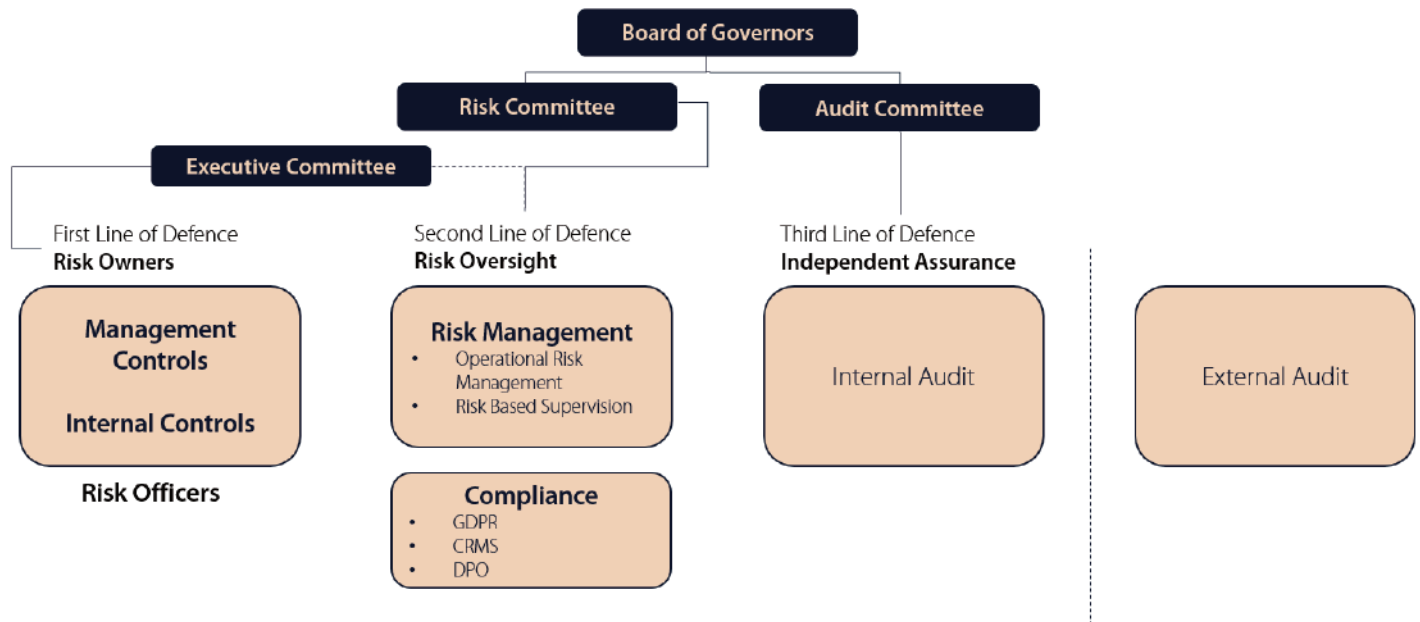 Board of Governors
Risk Committee
Audit Committee
Executive Committee
First Line of Defence
Risk Owners
Management
Controls
Internal Controls
Risk Officers
Second Line of Defence
Risk Oversight
Risk Management
• Operational Risk
Management
• Risk Based Supervision
Compliance
• GDPR
• CRMS
• DPO
Third Line of Defence
Independent Assurance
Internal Audit
External Audit